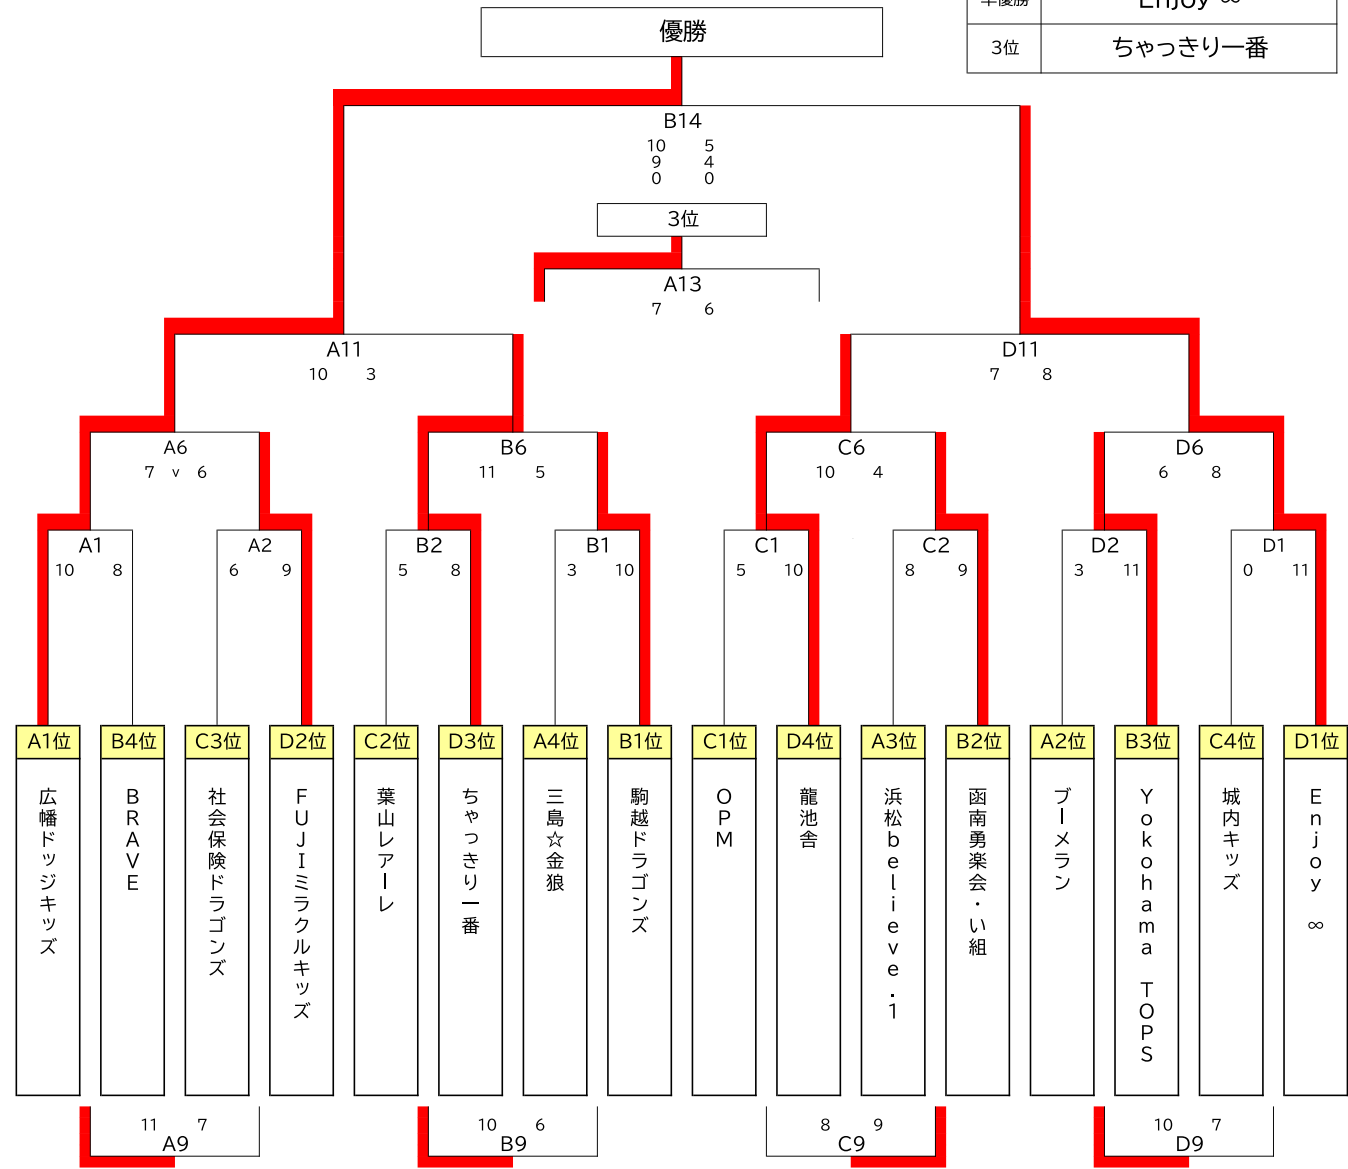 準優勝 Enjoy ∞
3位 ちゃっきり一番
優勝
B14
10 5
9 4
0 0
3位
A13
7 6
A11
10 3
D11
7 8
A6
7 v 6
B6
11 5
C6
10 4
D6
6 8
A1
10 8
A2
6 9
B2
5 8
B1
3 10
C1
5 10
C2
8 9
D2
3 11
D1
0 11
A1位
広幡ドッジキッズ
B4位
BRAVE
C3位
社会保険ドラゴンズ
D2位
FUJIミラクルキッズ
C2位
葉山レアーレ
D3位
ちゃっきり一番
A4位
三島☆金狼
B1位
駒越ドラゴンズ
C1位
OPM
D4位
龍池舎
A3位
浜松believe.1
B2位
函南勇楽会・い組
A2位
ブーメラン
B3位
Yokohama TOPS
C4位
城内キッズ
D1位
Enjoy ∞
11 7
A9
10 6
B9
8 9
C9
10 7
D9